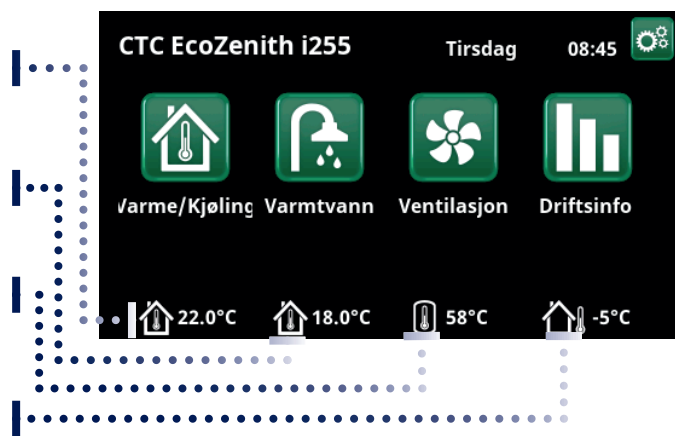 CTC EcoZenith i255 Tirsdag 08:45
Varme/Kjøling Varmtvann Ventilasjon Driftsinfo
22.0°C 18.0°C 58°C -5°C